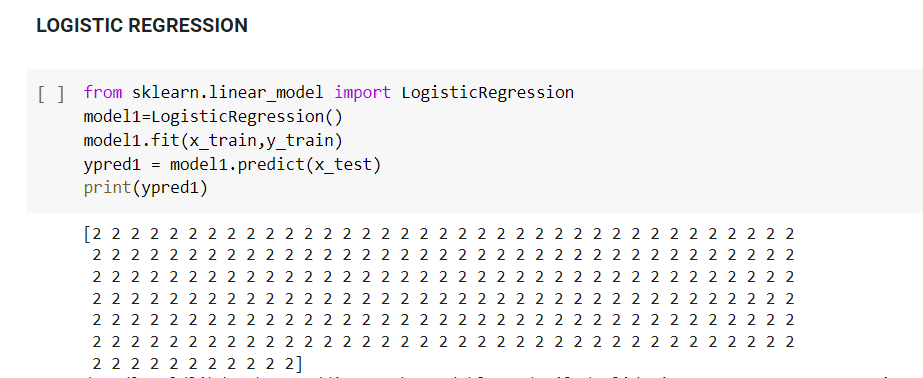 LOGISTIC REGRESSION
[ ] from sklearn.linear_model import LogisticRegression
model1=LogisticRegression()
model1.fit(x_train,y_train)
ypred1 = model1.predict(x_test)
print(ypred1)
[2 2 2 2 2 2 2 2 2 2 2 2 2 2 2 2 2 2 2 2 2 2 2 2 2 2 2 2 2 2 2 2 2 2 2 2 2
2 2 2 2 2 2 2 2 2 2 2 2 2 2 2 2 2 2 2 2 2 2 2 2 2 2 2 2 2 2 2 2 2 2 2 2 2
2 2 2 2 2 2 2 2 2 2 2 2 2 2 2 2 2 2 2 2 2 2 2 2 2 2 2 2 2 2 2 2 2 2 2 2 2
2 2 2 2 2 2 2 2 2 2 2 2 2 2 2 2 2 2 2 2 2 2 2 2 2 2 2 2 2 2 2 2 2 2 2 2 2
2 2 2 2 2 2 2 2 2 2 2 2 2 2 2 2 2 2 2 2 2 2 2 2 2 2 2 2 2 2 2 2 2 2 2 2 2
2 2 2 2 2 2 2 2 2 2 2 2 2 2 2 2 2 2 2 2 2 2 2 2 2 2 2 2 2 2 2 2 2 2 2 2 2
2 2 2 2 2 2 2 2 2 2 2]